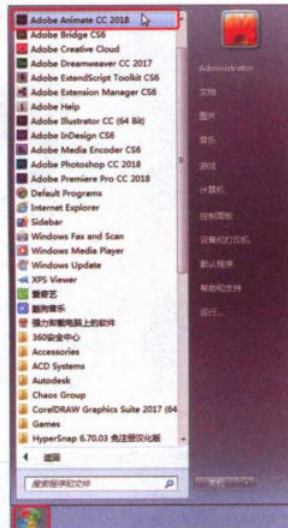 Adobe Animate CC 2018
Adobe Bridge CS6
Adobe Creative Cloud
Adobe Dreamweaver CC 2017
Adobe ExtendScript Toolkit CS6
Adobe Extension Manager CS6
Adobe Help
Adobe Illustrator CC (64 Bit)
Adobe InDesign CS6
Adobe Media Encoder CS6
Adobe Photoshop CC 2018
Adobe Premiere Pro CC 2018
Default Programs
Internet Explorer
Sidebar
Windows Fax and Scan
Windows Media Player
Windows Update
XPS Viewer
爱奇艺
酷狗音乐
强力卸载电脑上的软件
360安全中心
Accessories
ACD Systems
Autodesk
Chaos Group
CorelDRAW Graphics Suite 2017 (64
Games
HyperSnap 6.70.03 免注册汉化版
返回
搜索程序和文件
Administrator
文档
图片
音乐
游戏
计算机
控制面板
设备和打印机
默认程序
帮助和支持
运行...
关机